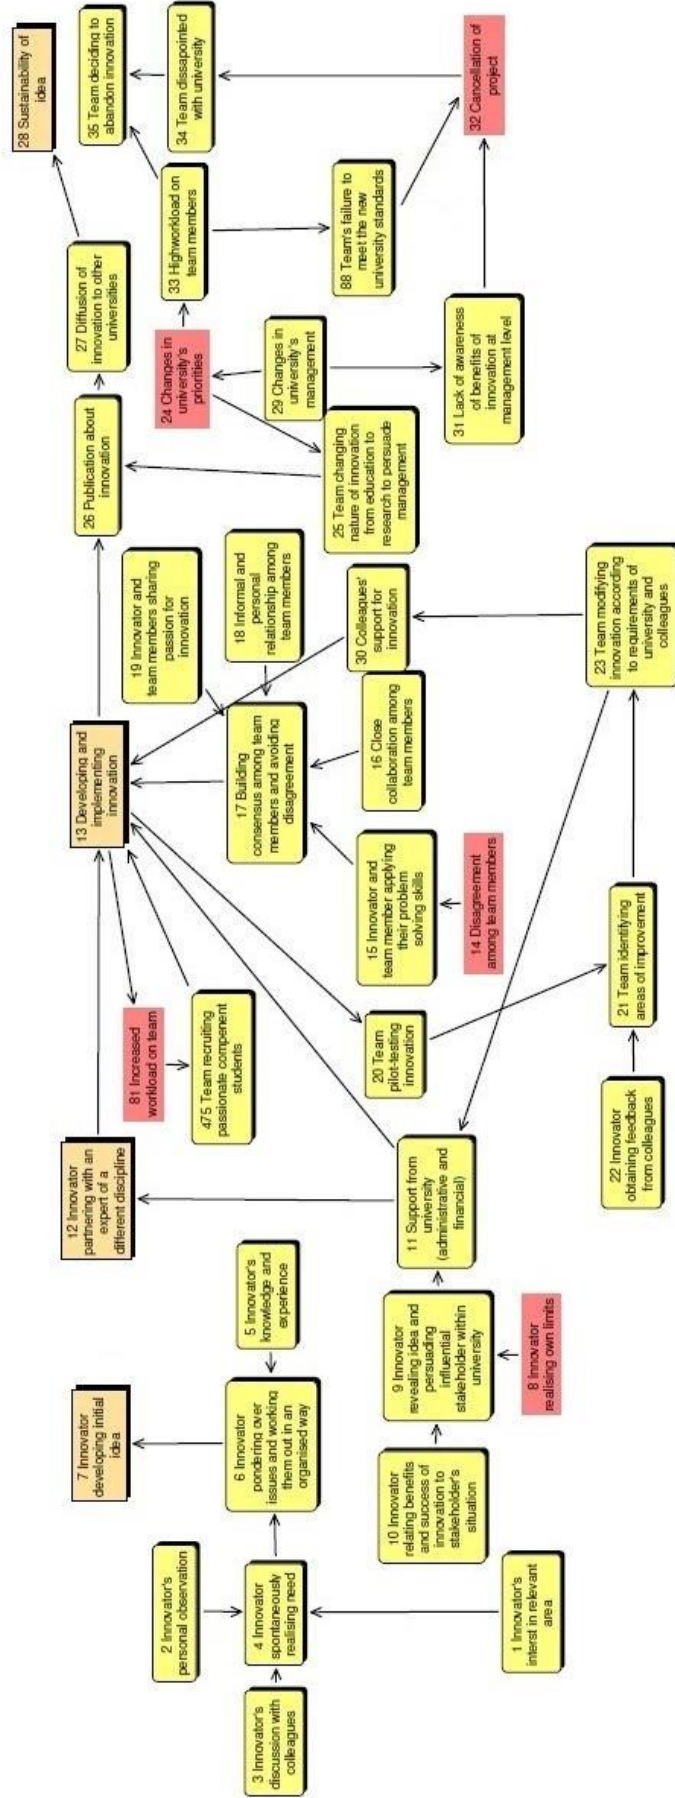 3 Innovator's
discussion with
colleagues
2 Innovator's
personal observation
4 Innovator
spontaneously
realising need
1 Innovator's
interst in relevant
area
7 Innovator
developing initial
idea
6 Innovator
pondering over
issues and working
them out in an
organised way
5 Innovator's
knowledge and
experience
10 Innovator
relating benefits
and success of
innovation to
stakeholder's
situation
9 Innovator
revealing idea and
persuading
influential
stakeholder within
university
8 Innovator
realising own limits
12 Innovator
partnering with an
expert of a
different discipline
11 Support from
university
(administrative and
financial)
22 Innovator
obtaining feedback
from colleagues
81 Increased
workload on team
475 Team recruiting
passionate compenent
students
20 Team
pilot-testing
innovation
21 Team identifying
areas of improvement
13 Developing and
implementing
innovation
15 Innovator and
team member applying
their problem
solving skills
14 Disagreement
among team members
17 Building
consensus among team
members and avoiding
disagreement
16 Close
collaboration among
team members
19 Innovator and
team members sharing
passion for
innovation
18 Informal and
personal
relationship among
team members
30 Colleagues'
support for
innovation
23 Team modifying
innovation according
to requirements of
university and
colleagues
26 Publication about
innovation
25 Team changing
nature of innovation
from education to
research to persuade
management
27 Diffusion of
innovation to other
universities
24 Changes in
university's
priorities
29 Changes in
university's
management
31 Lack of awareness
of benefits of
innovation at
management level
28 Sustainability of
idea
33 Highworkload on
team members
88 Team's failure to
meet the new
university standards
35 Team deciding to
abandon innovation
34 Team dissapointed
with university
32 Cancellation of
project